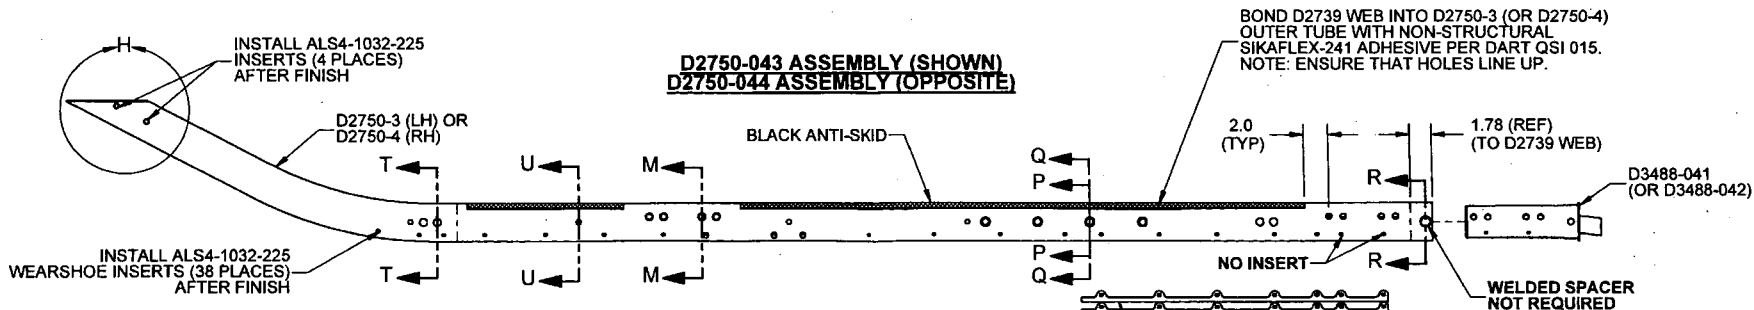 BOND D2739 WEB INTO D2750-3 (OR D2750-4)
OUTER TUBE WITH NON-STRUCTURAL
SIKAFLEX-241 ADHESIVE PER DART QSI 015.
NOTE: ENSURE THAT HOLES LINE UP.
H
INSTALL ALS4-1032-225
INSERTS (4 PLACES)
AFTER FINISH
D2750-043 ASSEMBLY (SHOWN)
D2750-044 ASSEMBLY (OPPOSITE)
D2750-3 (LH) OR
D2750-4 (RH)
BLACK ANTI-SKID
2.0
(TYP)
1.78 (REF)
(TO D2739 WEB)
D3488-041
(OR D3488-042)
T
U
M
Q
P
R
INSTALL ALS4-1032-225
WEARSHOE INSERTS (38 PLACES)
AFTER FINISH
T
U
M
P
Q
NO INSERT
R
WELDED SPACER
NOT REQUIRED